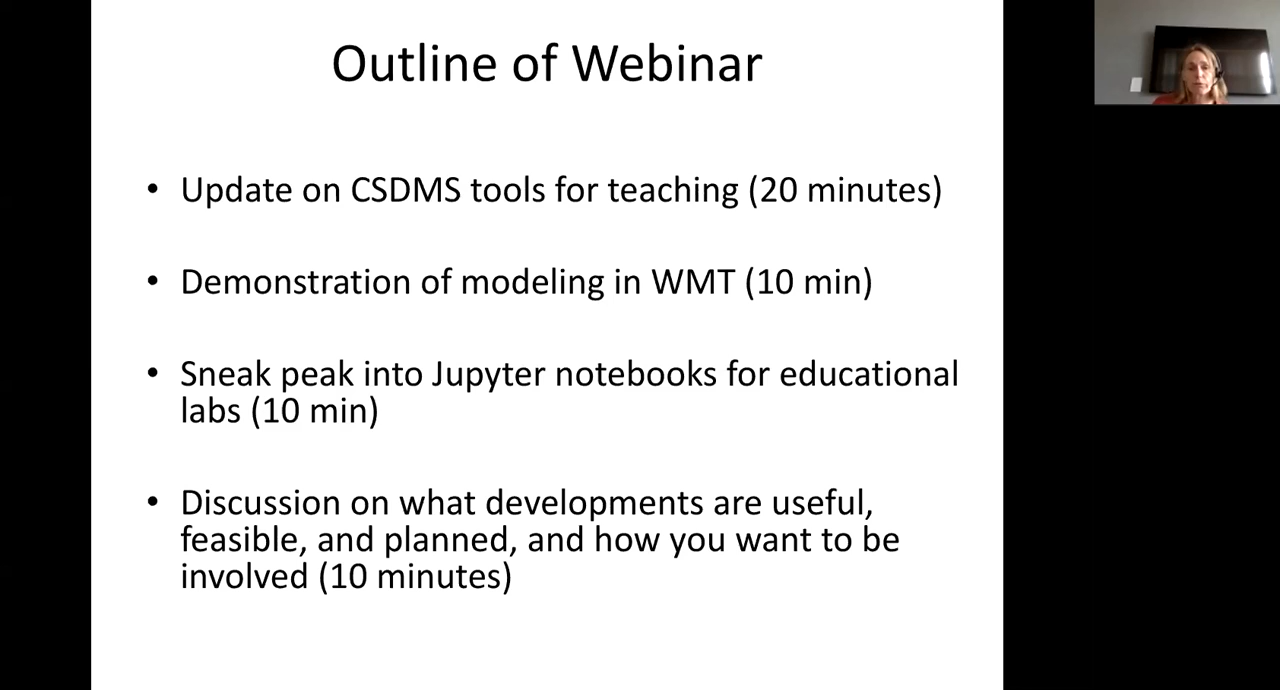 Outline of Webinar
• Update on CSDMS tools for teaching (20 minutes)
• Demonstration of modeling in WMT (10 min)
• Sneak peak into Jupyter notebooks for educational
labs (10 min)
• Discussion on what developments are useful,
feasible, and planned, and how you want to be
involved (10 minutes)